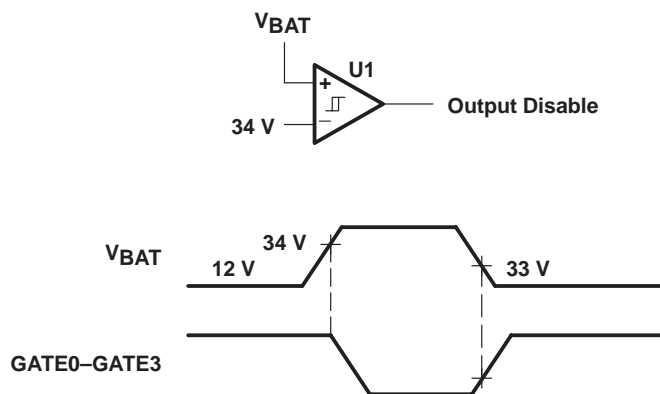 VBAT
U1
+
34 V
–
Output Disable
VBAT
34 V
12 V
33 V
GATE0–GATE3